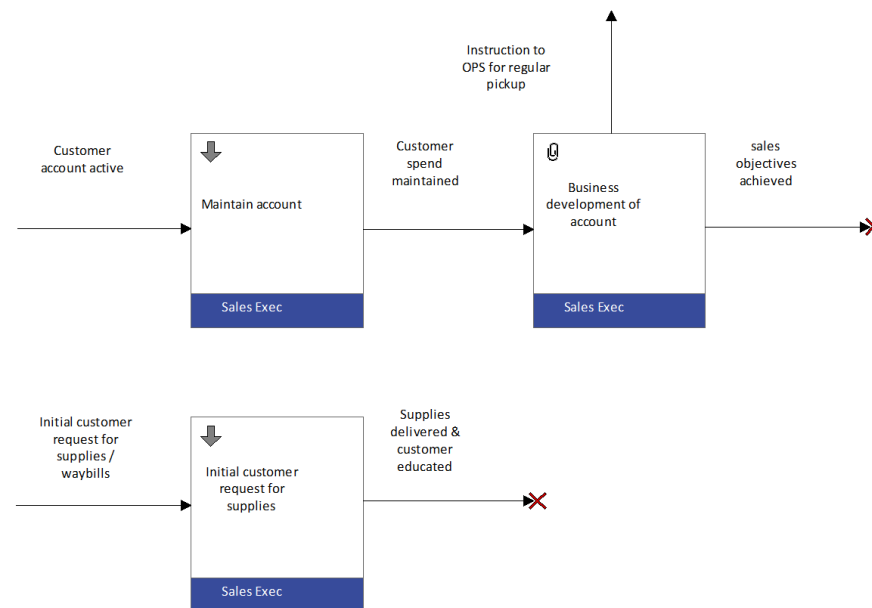 Instruction to
OPS for regular
pickup
Customer
account active
Maintain account
Sales Exec
Customer
spend
maintained
Business
development of
account
Sales Exec
sales
objectives
achieved
Initial customer
request for
supplies /
waybills
Initial customer
request for
supplies
Sales Exec
Supplies
delivered &
customer
educated